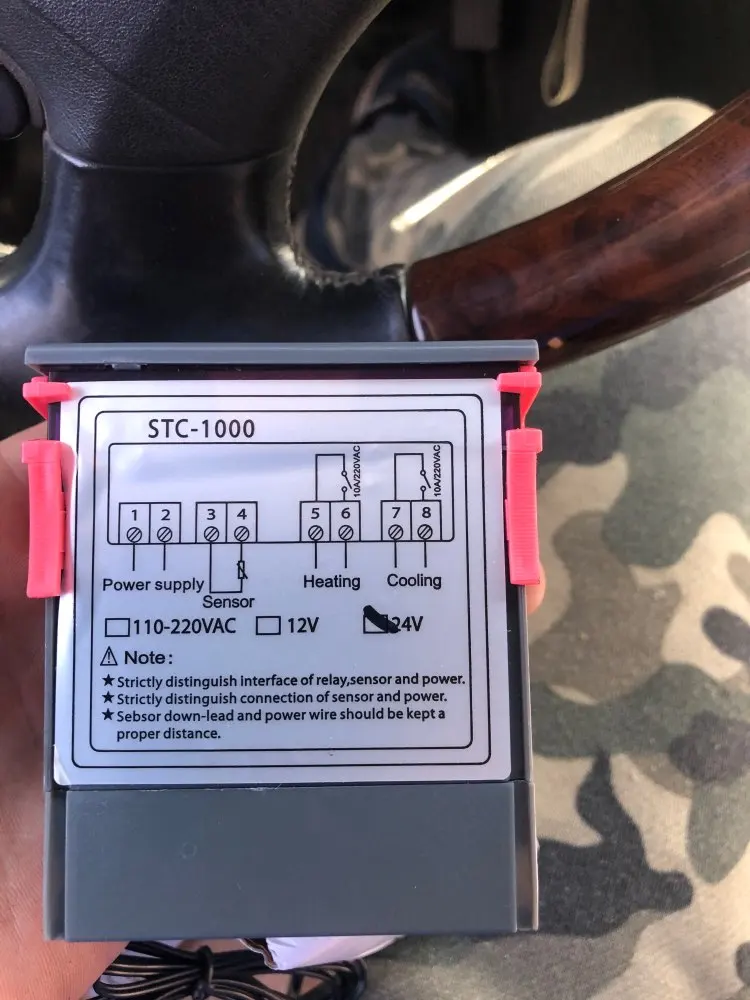 STC-1000
10A/220VAC
10A/220VAC
1 2 3 4 5 6 7 8
Power supply
Sensor
Heating
Cooling
110-220VAC 12V 24V
Note:
★Strictly distinguish interface of relay,sensor and power.
★Strictly distinguish connection of sensor and power.
★Sebsor down-lead and power wire should be kept a
proper distance.